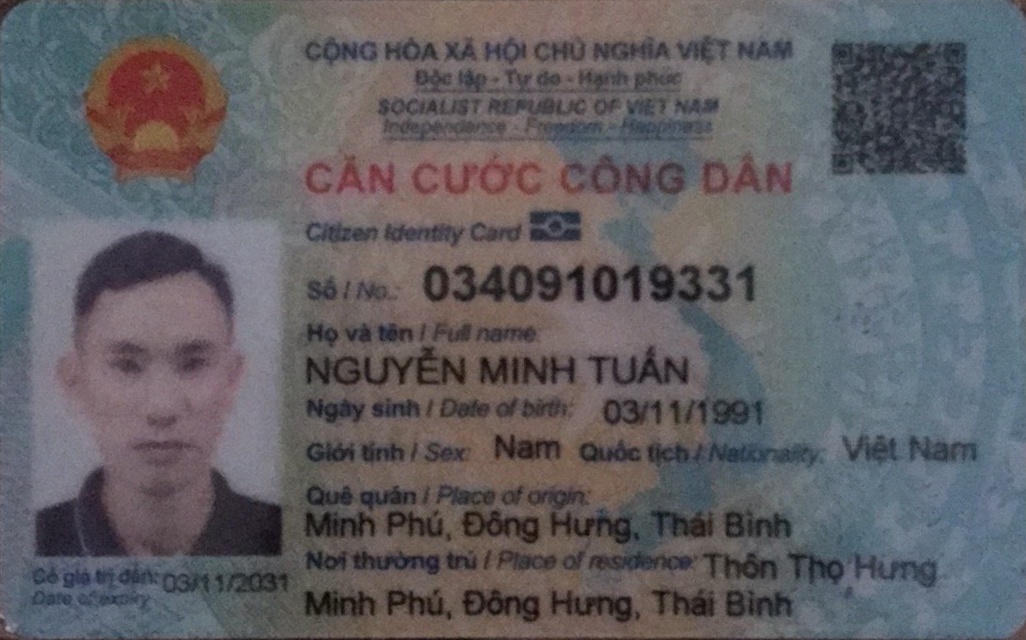 CỘNG HÒA XÃ HỘI CHỦ NGHĨA VIỆT NAM
Độc lập - Tự do - Hạnh phúc
SOCIALIST REPUBLIC OF VIET NAM
Independence - Freedom - Happiness
CĂN CƯỚC CÔNG DÂN
Citizen Identity Card
Số / No.: 034091019331
Họ và tên / Full name:
NGUYỄN MINH TUẤN
Ngày sinh / Date of birth: 03/11/1991
Giới tính / Sex: Nam Quốc tịch / Nationality: Việt Nam
Quê quán / Place of origin:
Minh Phú, Đông Hưng, Thái Bình
Nơi thường trú / Place of residence: Thôn Thọ Hưng
Minh Phú, Đông Hưng, Thái Bình
Có giá trị đến: 03/11/2031
Date of expiry